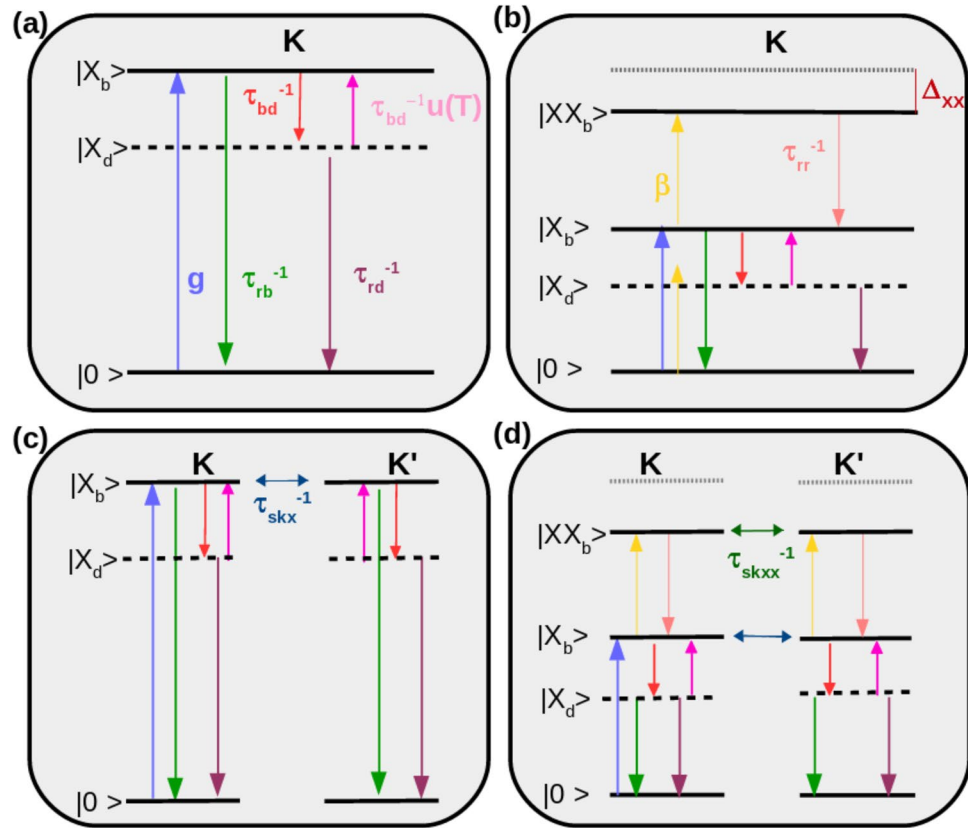 (a)
K
|X_b>
τ_bd^-1
τ_bd^-1 u(T)
|X_d>
g
τ_rb^-1
τ_rd^-1
|0 >
(b)
K
Δ_xx
|XX_b>
β
τ_rr^-1
|X_b>
|X_d>
|0 >
(c)
K
K'
|X_b>
τ_skx^-1
|X_d>
|0 >
(d)
K
K'
|XX_b>
τ_skxx^-1
|X_b>
|X_d>
|0 >